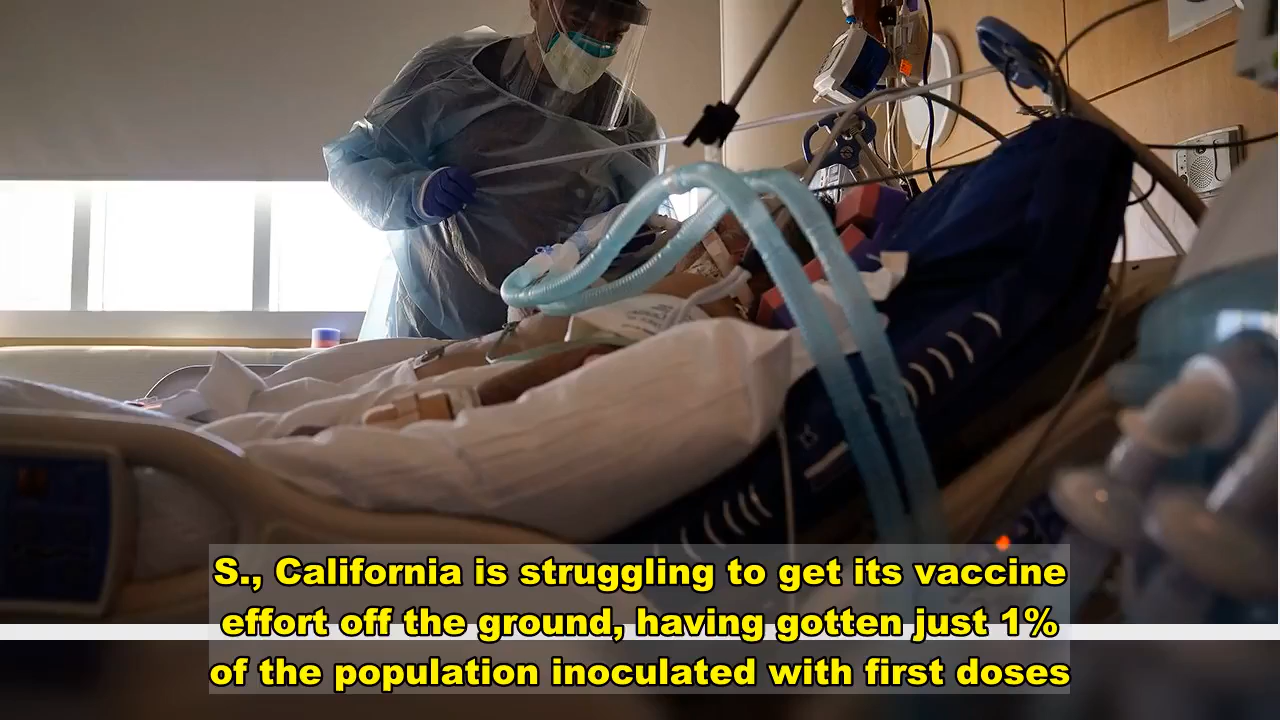 S., California is struggling to get its vaccine
effort off the ground, having gotten just 1%
of the population inoculated with first doses